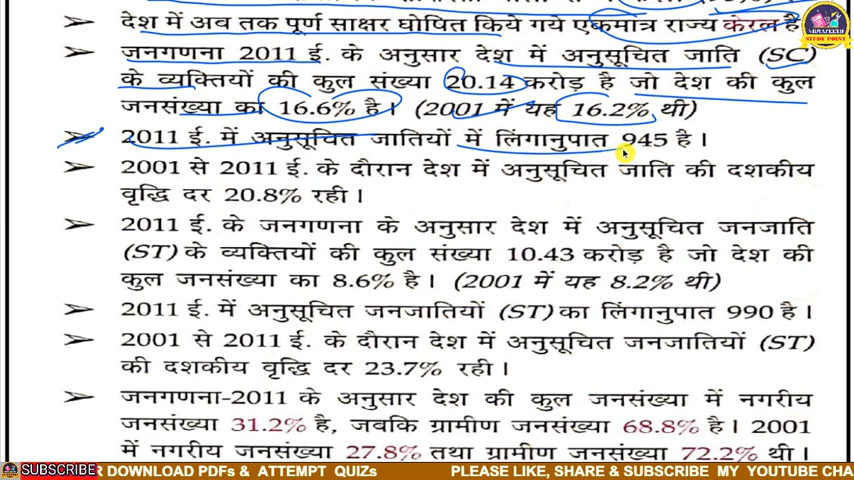 देश में अब तक पूर्ण साक्षर घोषित किये गये एकमात्र राज्य केरल है
जनगणना 2011 ई. के अनुसार देश में अनुसूचित जाति (SC)
के व्यक्तियों की कुल संख्या 20.14 करोड़ है जो देश की कुल
जनसंख्या का 16.6% है। (2001 में यह 16.2% थी)
2011 ई. में अनुसूचित जातियों में लिंगानुपात 945 है।
2001 से 2011 ई. के दौरान देश में अनुसूचित जाति की दशकीय
वृद्धि दर 20.8% रही।
2011 ई. के जनगणना के अनुसार देश में अनुसूचित जनजाति
(ST) के व्यक्तियों की कुल संख्या 10.43 करोड़ है जो देश की
कुल जनसंख्या का 8.6% है। (2001 में यह 8.2% थी)
2011 ई. में अनुसूचित जनजातियों (ST) का लिंगानुपात 990 है।
2001 से 2011 ई. के दौरान देश में अनुसूचित जनजातियों (ST)
की दशकीय वृद्धि दर 23.7% रही।
जनगणना-2011 के अनुसार देश की कुल जनसंख्या में नगरीय
जनसंख्या 31.2% है, जबकि ग्रामीण जनसंख्या 68.8% है। 2001
में नगरीय जनसंख्या 27.8% तथा ग्रामीण जनसंख्या 72.2% थी।
SUBSCRIBE R DOWNLOAD PDFs & ATTEMPT QUIZs PLEASE LIKE, SHARE & SUBSCRIBE MY YOUTUBE CHA
STUDY POINT